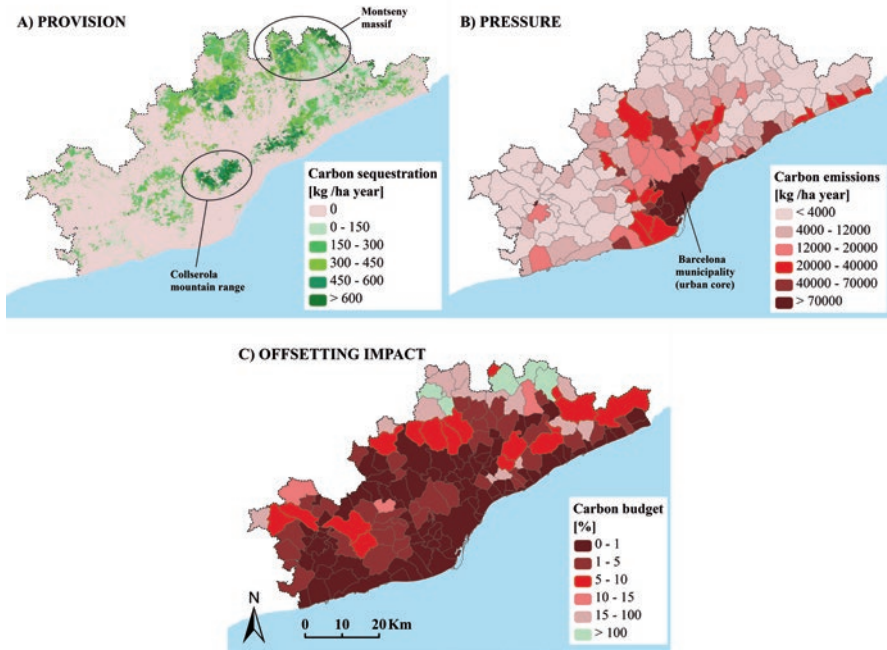 A) PROVISION
Montseny
massif
Collserola
mountain range
Carbon sequestration
[kg /ha year]
0
0 - 150
150 - 300
300 - 450
450 - 600
> 600
B) PRESSURE
Barcelona
municipality
(urban core)
Carbon emissions
[kg /ha year]
< 4000
4000 - 12000
12000 - 20000
20000 - 40000
40000 - 70000
> 70000
C) OFFSETTING IMPACT
Carbon budget
[%]
0 - 1
1 - 5
5 - 10
10 - 15
15 - 100
> 100
N
0 10 20 Km